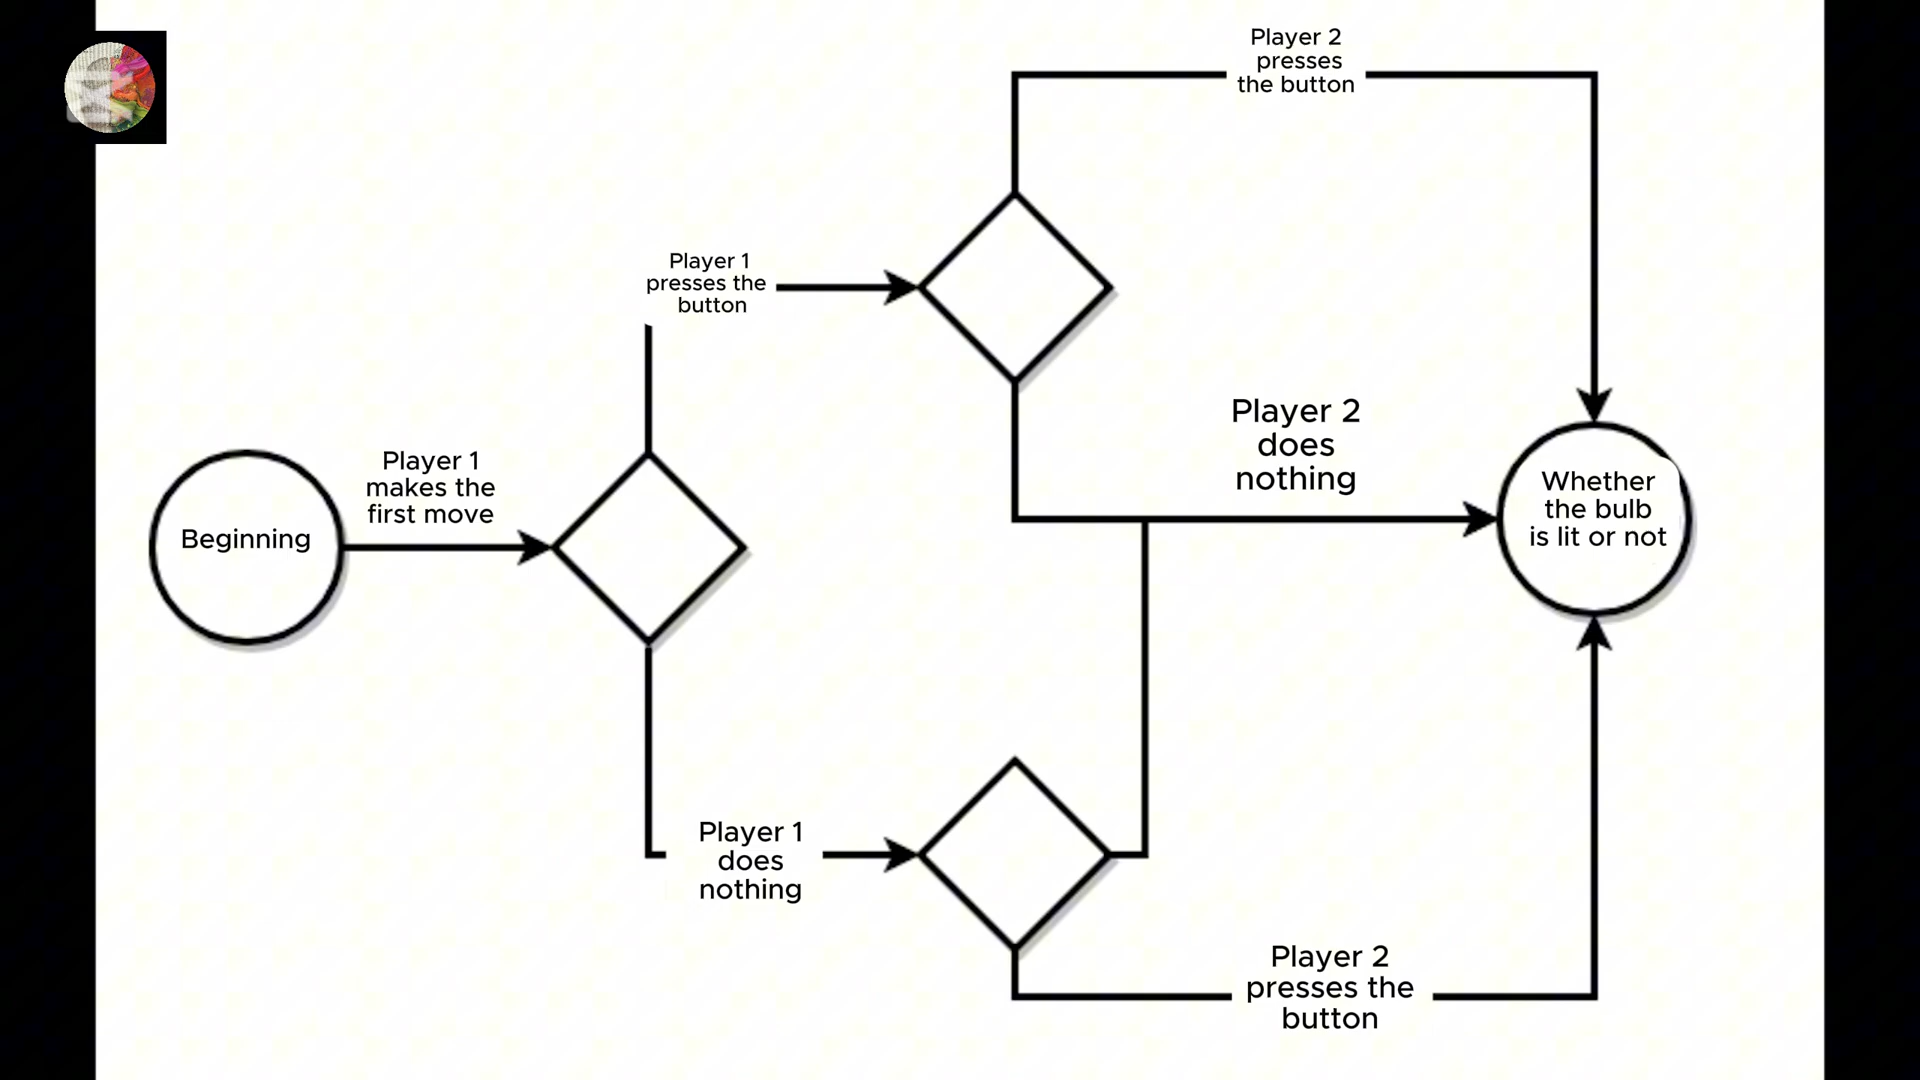 Player 2
presses
the button
Player 1
presses the
button
Player 2
does
nothing
Player 1
makes the
first move
Beginning
Whether
the bulb
is lit or not
Player 1
does
nothing
Player 2
presses the
button